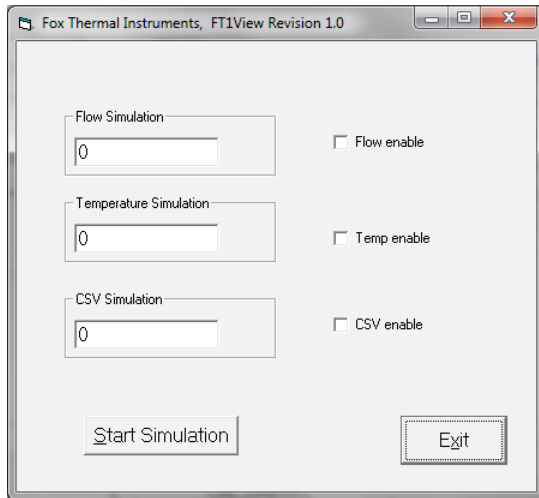 Fox Thermal Instruments, FT1View Revision 1.0
Flow Simulation
0
Flow enable
Temperature Simulation
0
Temp enable
CSV Simulation
0
CSV enable
Start Simulation
Exit